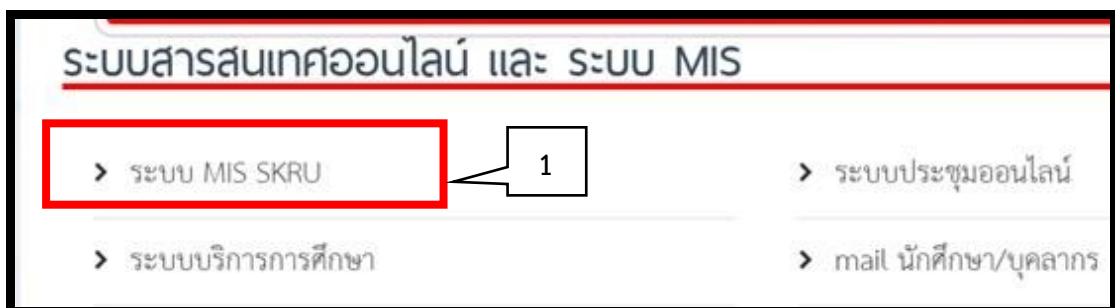 ระบบสารสนเทศออนไลน์ และ ระบบ MIS
ระบบ MIS SKRU
1
ระบบประชุมออนไลน์
ระบบบริการการศึกษา
mail นักศึกษา/บุคลากร